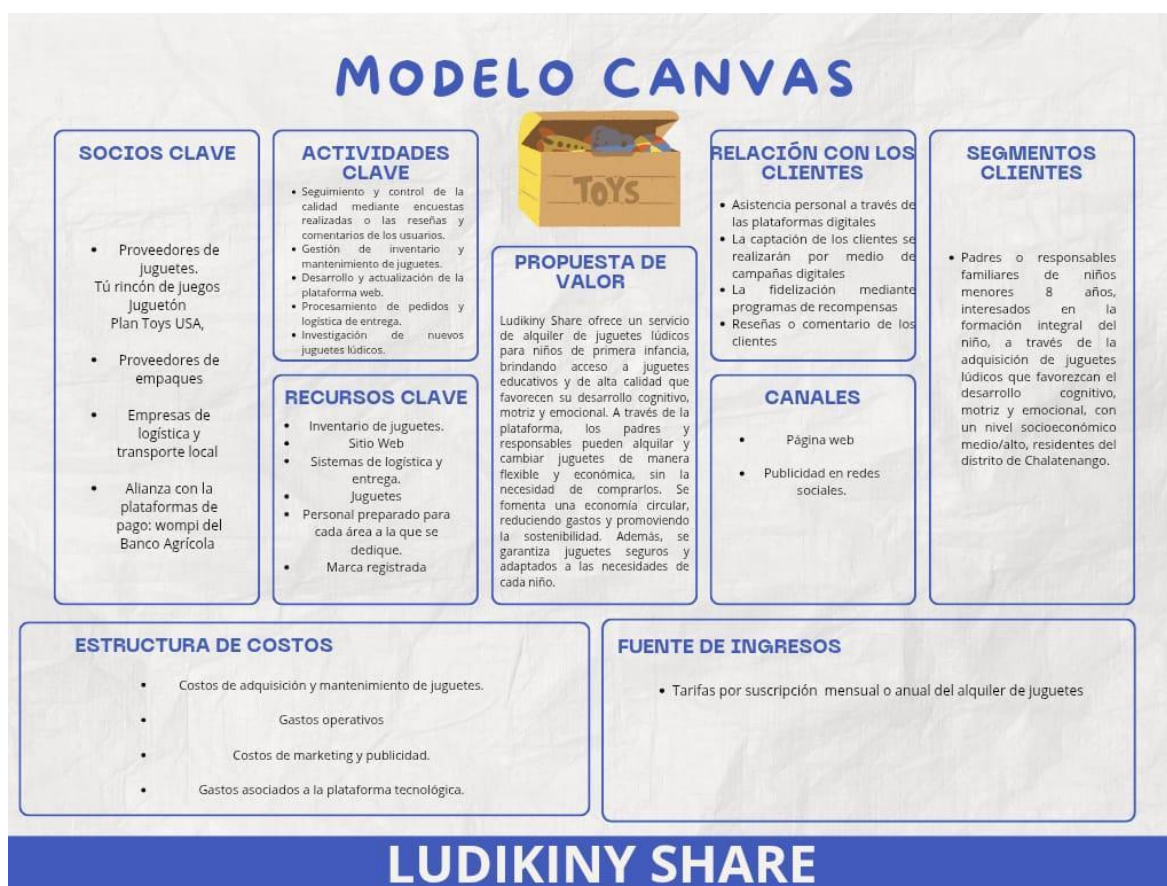 MODELO CANVAS
SOCIOS CLAVE
• Proveedores de
juguetes.
Tú rincón de juegos
Juguetón
Plan Toys USA,
• Proveedores de
empaques
• Empresas de
logística y
transporte local
• Alianza con la
plataformas de
pago: wompi del
Banco Agrícola
ACTIVIDADES
CLAVE
• Seguimiento y control de la
calidad mediante encuestas
realizadas o las reseñas y
comentarios de los usuarios.
• Gestión de inventario y
mantenimiento de juguetes.
• Desarrollo y actualización de la
plataforma web.
• Procesamiento de pedidos y
logística de entrega.
• Investigación de nuevos
juguetes lúdicos.
RECURSOS CLAVE
• Inventario de juguetes.
• Sitio Web
• Sistemas de logística y
entrega.
• Juguetes
• Personal preparado para
cada área a la que se
dedique.
• Marca registrada
TOYS
PROPUESTA DE
VALOR
Ludikiny Share ofrece un servicio
de alquiler de juguetes lúdicos
para niños de primera infancia,
brindando acceso a juguetes
educativos y de alta calidad que
favorecen su desarrollo cognitivo,
motriz y emocional. A través de la
plataforma, los padres y
responsables pueden alquilar y
cambiar juguetes de manera
flexible y económica, sin la
necesidad de comprarlos. Se
fomenta una economía circular,
reduciendo gastos y promoviendo
la sostenibilidad. Además, se
garantiza juguetes seguros y
adaptados a las necesidades de
cada niño.
RELACIÓN CON LOS
CLIENTES
• Asistencia personal a través de
las plataformas digitales
• La captación de los clientes se
realizarán por medio de
campañas digitales
• La fidelización mediante
programas de recompensas
• Reseñas o comentario de los
clientes
CANALES
• Página web
• Publicidad en redes
sociales.
SEGMENTOS
CLIENTES
• Padres o responsables
familiares de niños
menores 8 años,
interesados en la
formación integral del
niño, a través de la
adquisición de juguetes
lúdicos que favorezcan el
desarrollo cognitivo,
motriz y emocional, con
un nivel socioeconómico
medio/alto, residentes del
distrito de Chalatenango.
ESTRUCTURA DE COSTOS
• Costos de adquisición y mantenimiento de juguetes.
• Gastos operativos
• Costos de marketing y publicidad.
• Gastos asociados a la plataforma tecnológica.
FUENTE DE INGRESOS
• Tarifas por suscripción mensual o anual del alquiler de juguetes
LUDIKINY SHARE